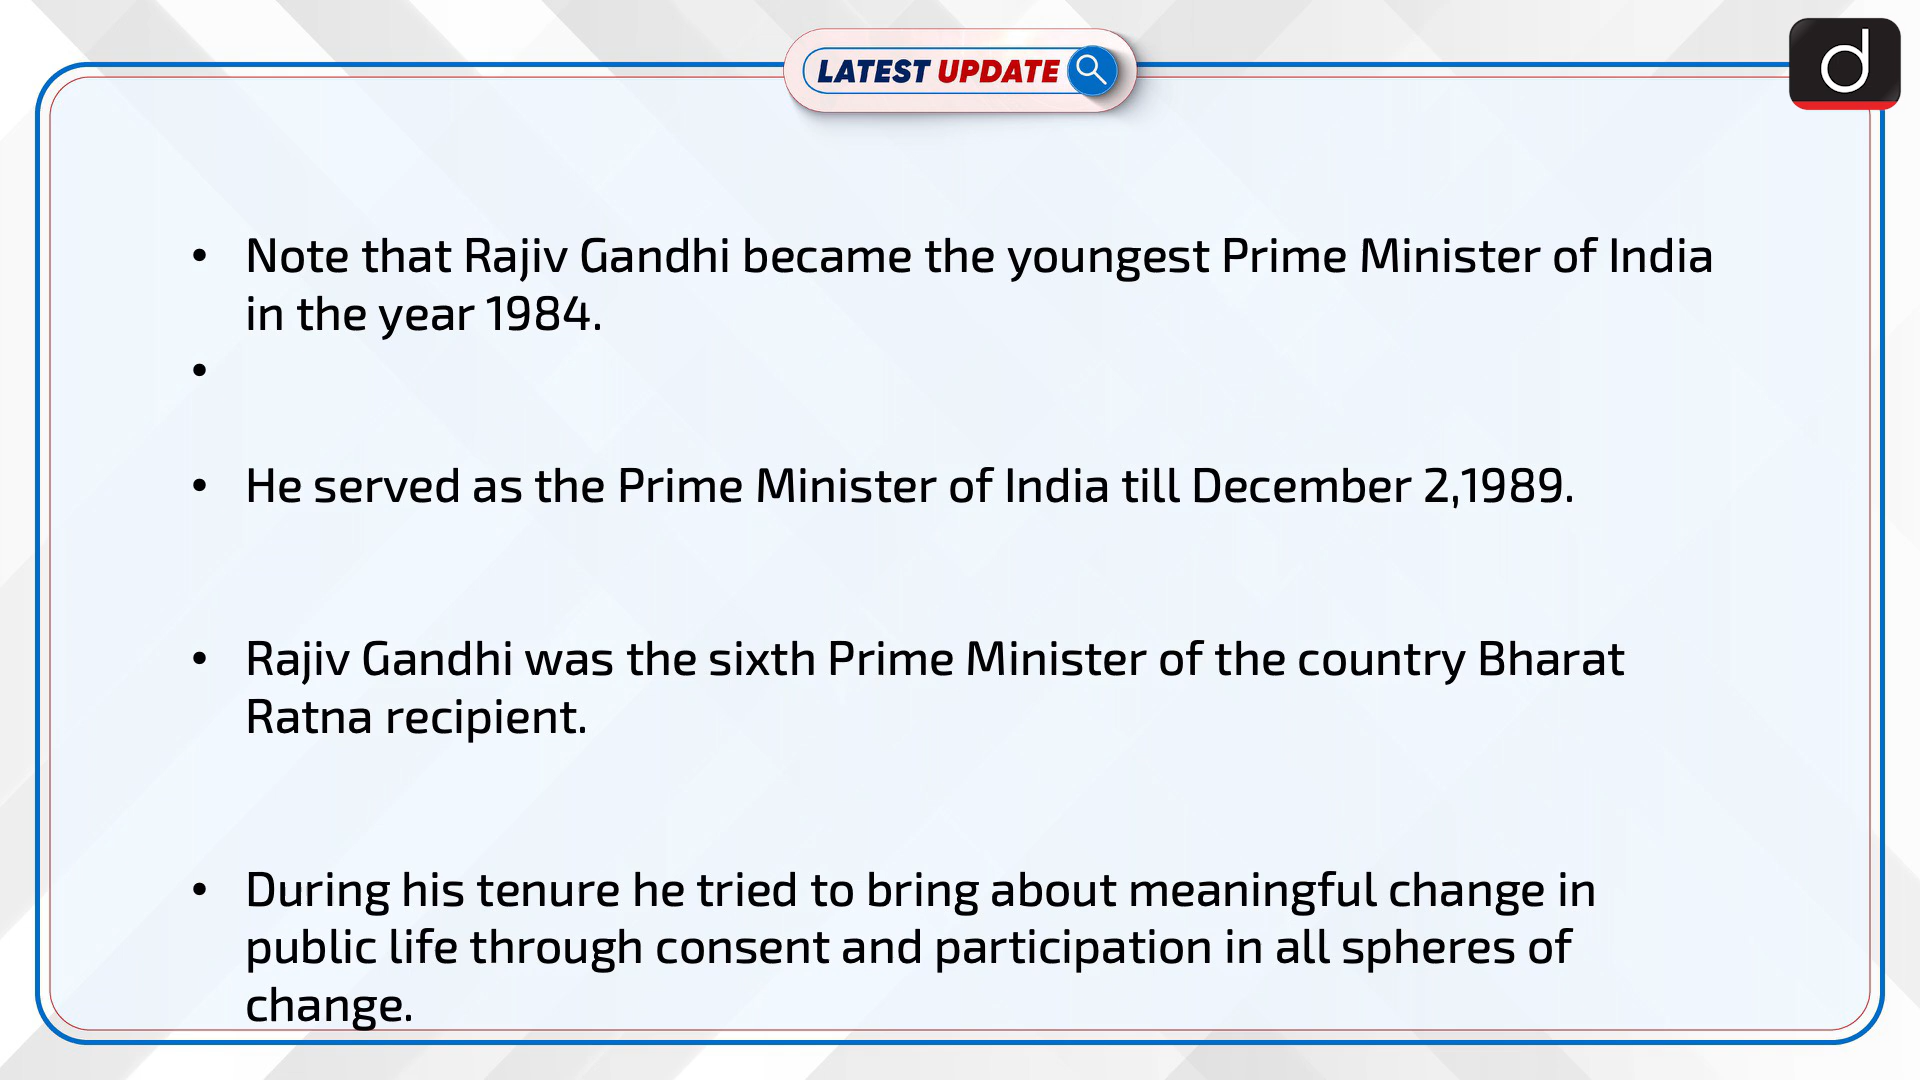 LATEST UPDATE
d
• Note that Rajiv Gandhi became the youngest Prime Minister of India
in the year 1984.
•
• He served as the Prime Minister of India till December 2,1989.
• Rajiv Gandhi was the sixth Prime Minister of the country Bharat
Ratna recipient.
• During his tenure he tried to bring about meaningful change in
public life through consent and participation in all spheres of
change.